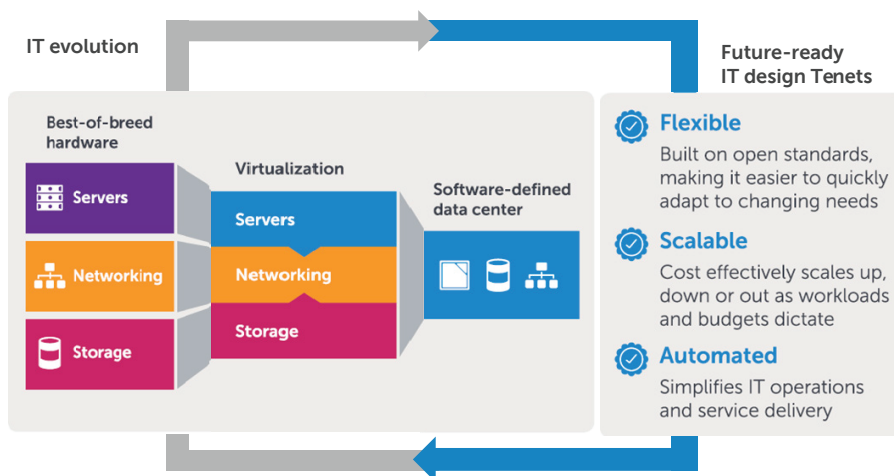 IT evolution
Future-ready
IT design Tenets
Best-of-breed
hardware
Servers
Networking
Storage
Virtualization
Servers
Networking
Storage
Software-defined
data center
Flexible
Built on open standards,
making it easier to quickly
adapt to changing needs
Scalable
Cost effectively scales up,
down or out as workloads
and budgets dictate
Automated
Simplifies IT operations
and service delivery